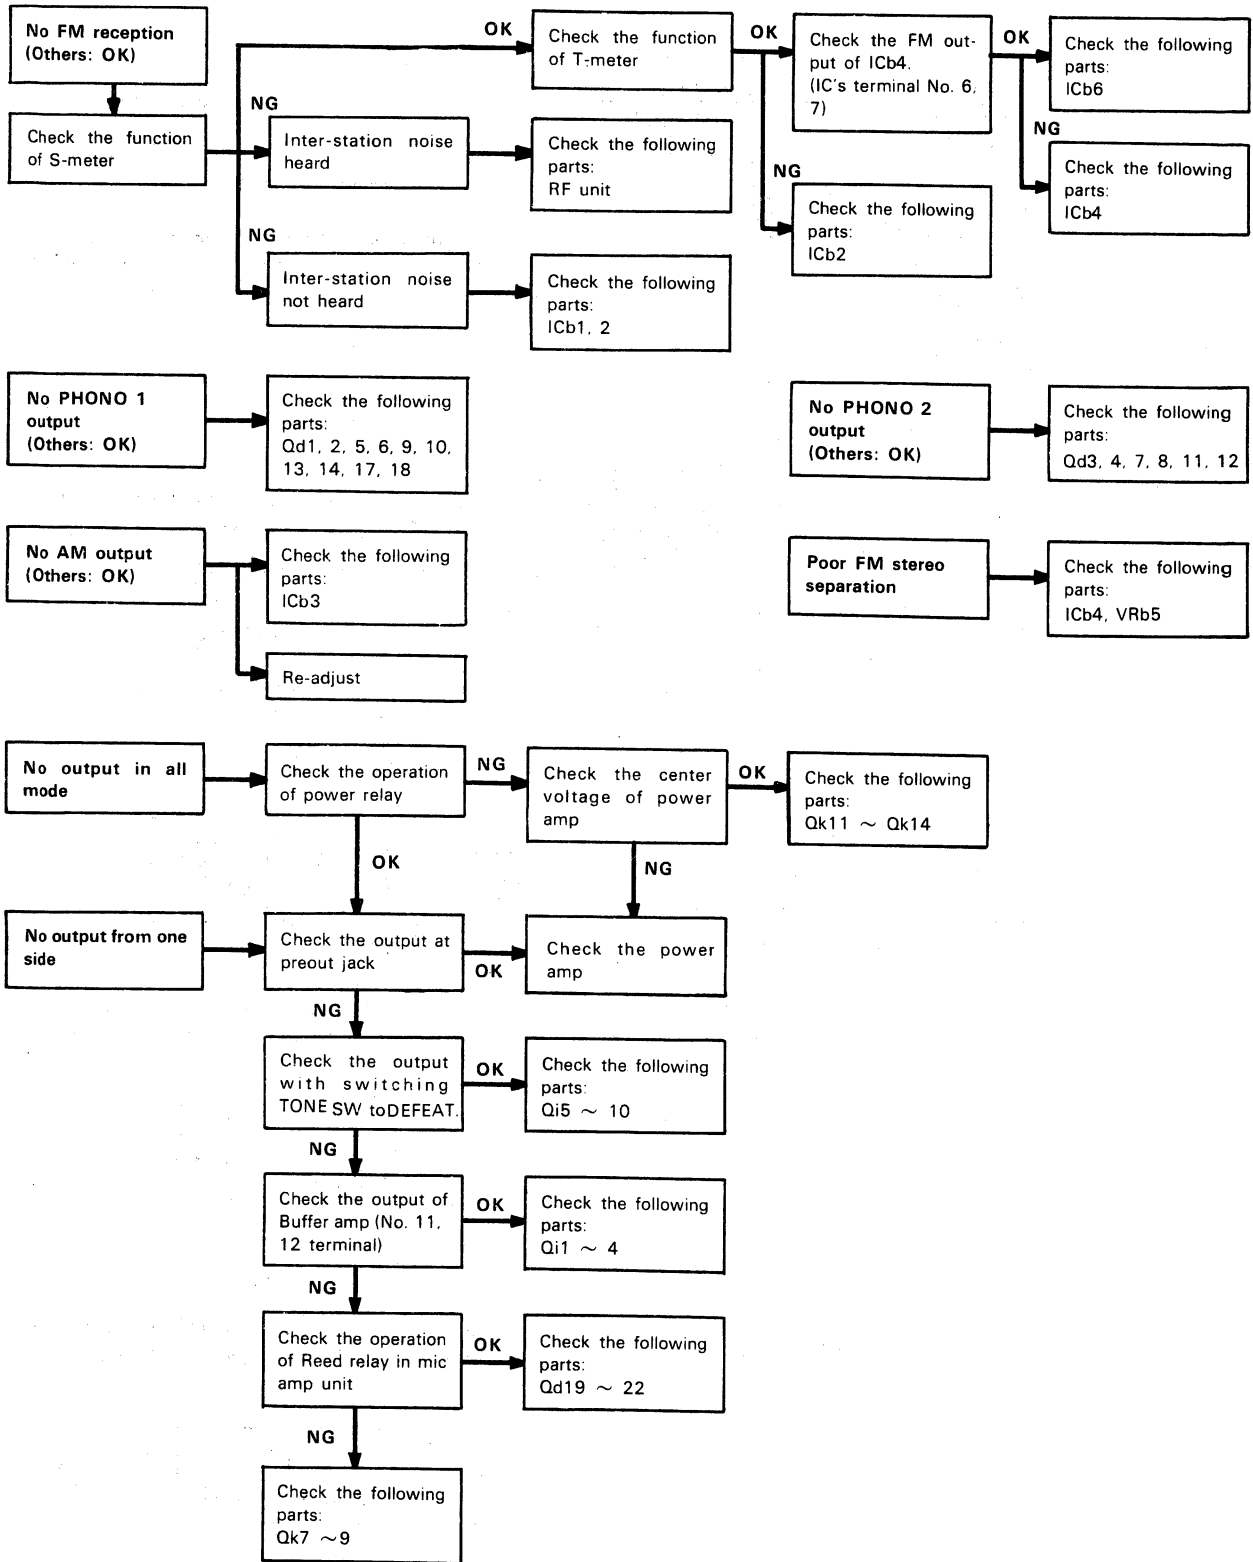 No FM reception
(Others: OK)
Check the function
of S-meter
OK
Check the function
of T-meter
OK
Check the FM out-
put of ICb4.
(IC's terminal No. 6,
7)
OK
Check the following
parts:
ICb6
NG
Check the following
parts:
ICb4
NG
Check the following
parts:
ICb2
NG
Inter-station noise
heard
Check the following
parts:
RF unit
NG
Inter-station noise
not heard
Check the following
parts:
ICb1, 2
No PHONO 1
output
(Others: OK)
Check the following
parts:
Qd1, 2, 5, 6, 9, 10,
13, 14, 17, 18
No PHONO 2
output
(Others: OK)
Check the following
parts:
Qd3, 4, 7, 8, 11, 12
No AM output
(Others: OK)
Check the following
parts:
ICb3
Re-adjust
Poor FM stereo
separation
Check the following
parts:
ICb4, VRb5
No output in all
mode
Check the operation
of power relay
NG
Check the center
voltage of power
amp
OK
Check the following
parts:
Qk11 ~ Qk14
OK
NG
No output from one
side
Check the output at
preout jack
OK
Check the power
amp
NG
Check the output
with switching
TONE SW to DEFEAT.
OK
Check the following
parts:
Qi5 ~ 10
NG
Check the output of
Buffer amp (No. 11,
12 terminal)
OK
Check the following
parts:
Qi1 ~ 4
NG
Check the operation
of Reed relay in mic
amp unit
OK
Check the following
parts:
Qd19 ~ 22
NG
Check the following
parts:
Qk7 ~9